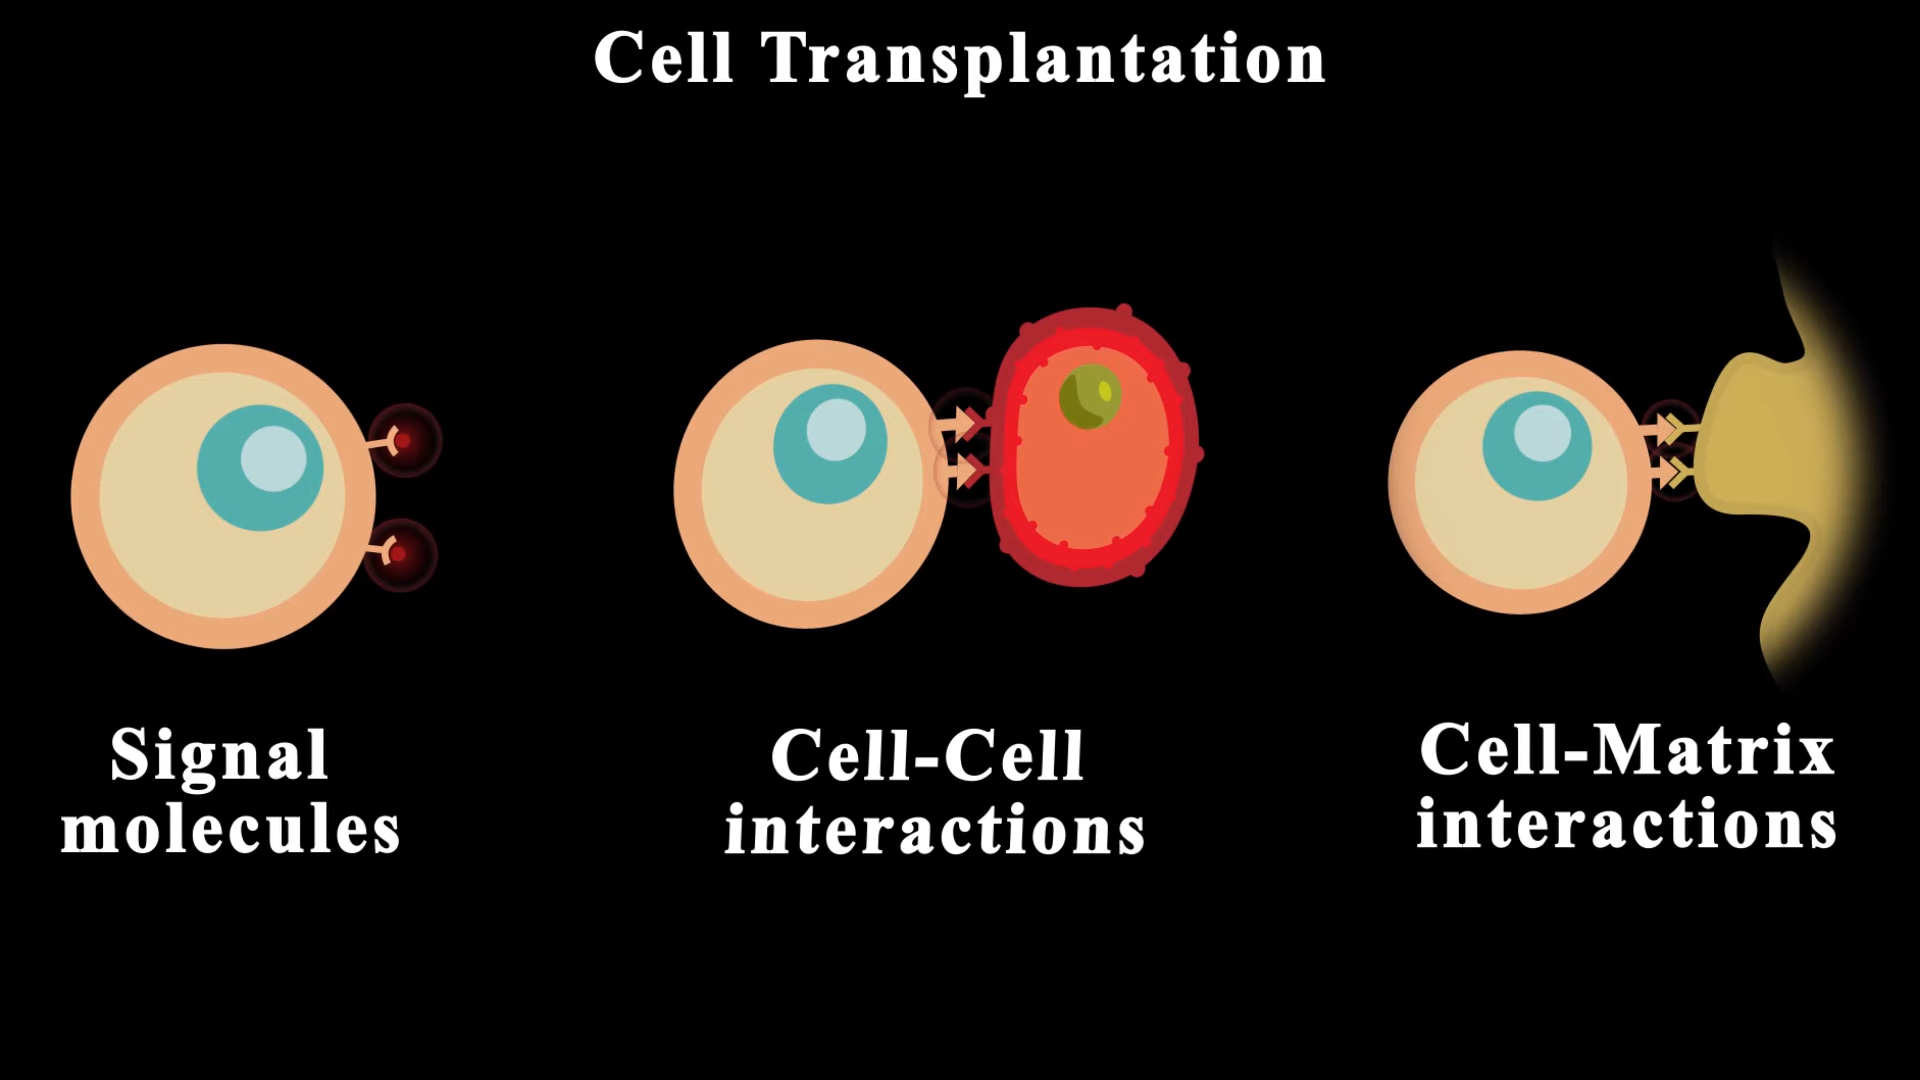 Cell Transplantation
Signal
molecules
Cell-Cell
interactions
Cell-Matrix
interactions